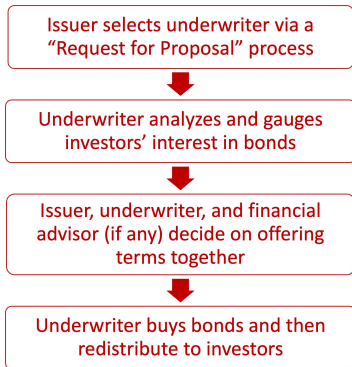 Issuer selects underwriter via a
“Request for Proposal” process
Underwriter analyzes and gauges
investors’ interest in bonds
Issuer, underwriter, and financial
advisor (if any) decide on offering
terms together
Underwriter buys bonds and then
redistribute to investors